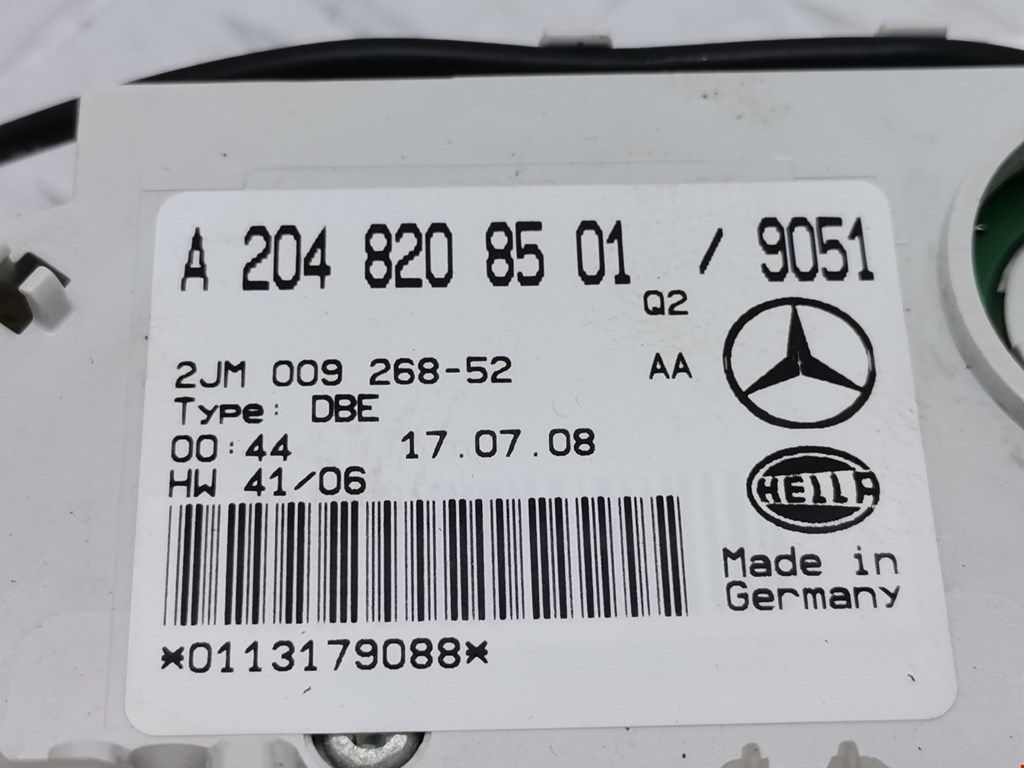 A 204 820 85 01 / 9051
Q2
2JM 009 268-52 AA
Type: DBE
00:44 17.07.08
HW 41/06
HELLA
Made in
Germany
*0113179088*